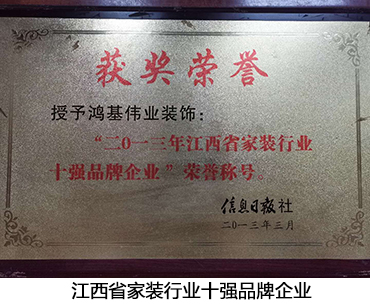 获奖荣誉
授予鸿基伟业装饰：
“二0一三年江西省家装行业
十强品牌企业”荣誉称号。
信息日报社
二0一三年三月
江西省家装行业十强品牌企业